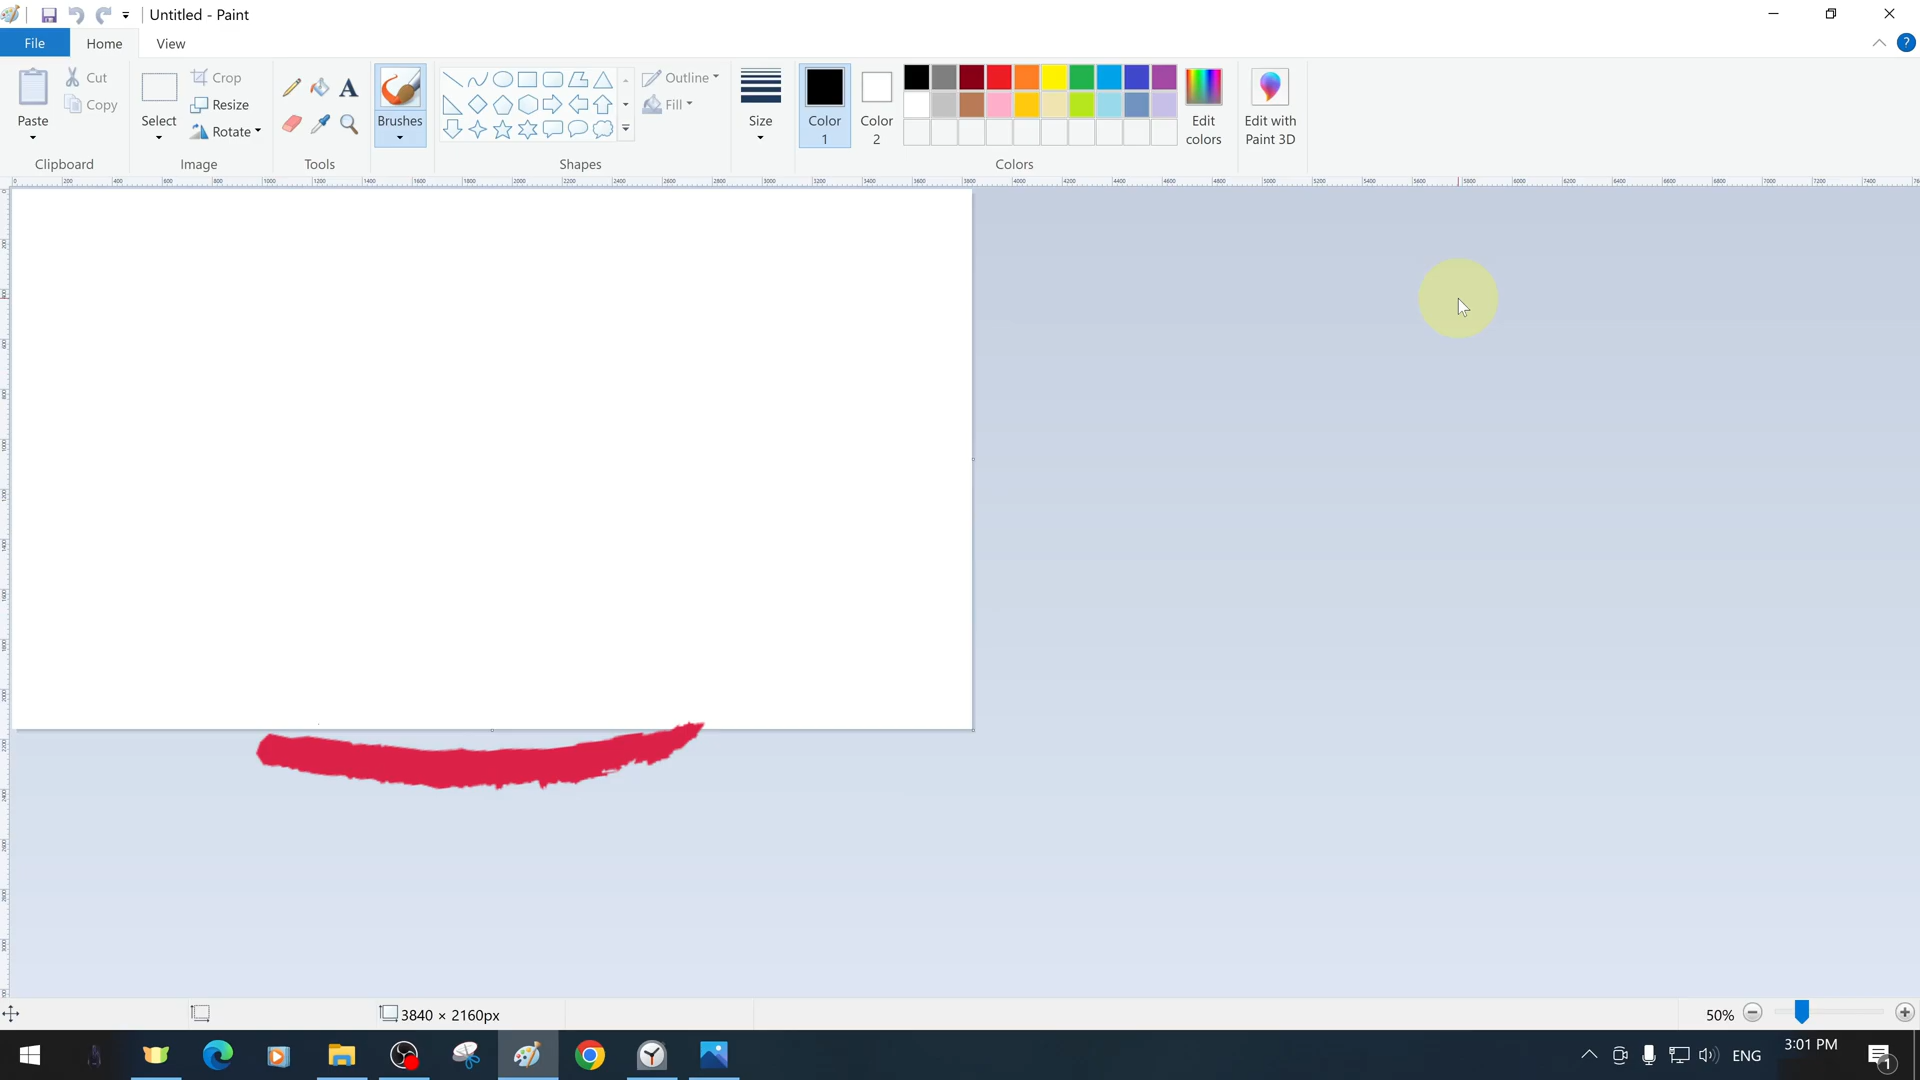 Untitled - Paint
File Home View ?
Paste
Cut
Copy
Clipboard
Select
Crop
Resize
Rotate
Image
A
Tools
Brushes
Shapes
Outline
Fill
Size
Color 1
Color 2
Colors
Edit colors
Edit with Paint 3D
3840 × 2160px
50%
ENG
3:01 PM
1